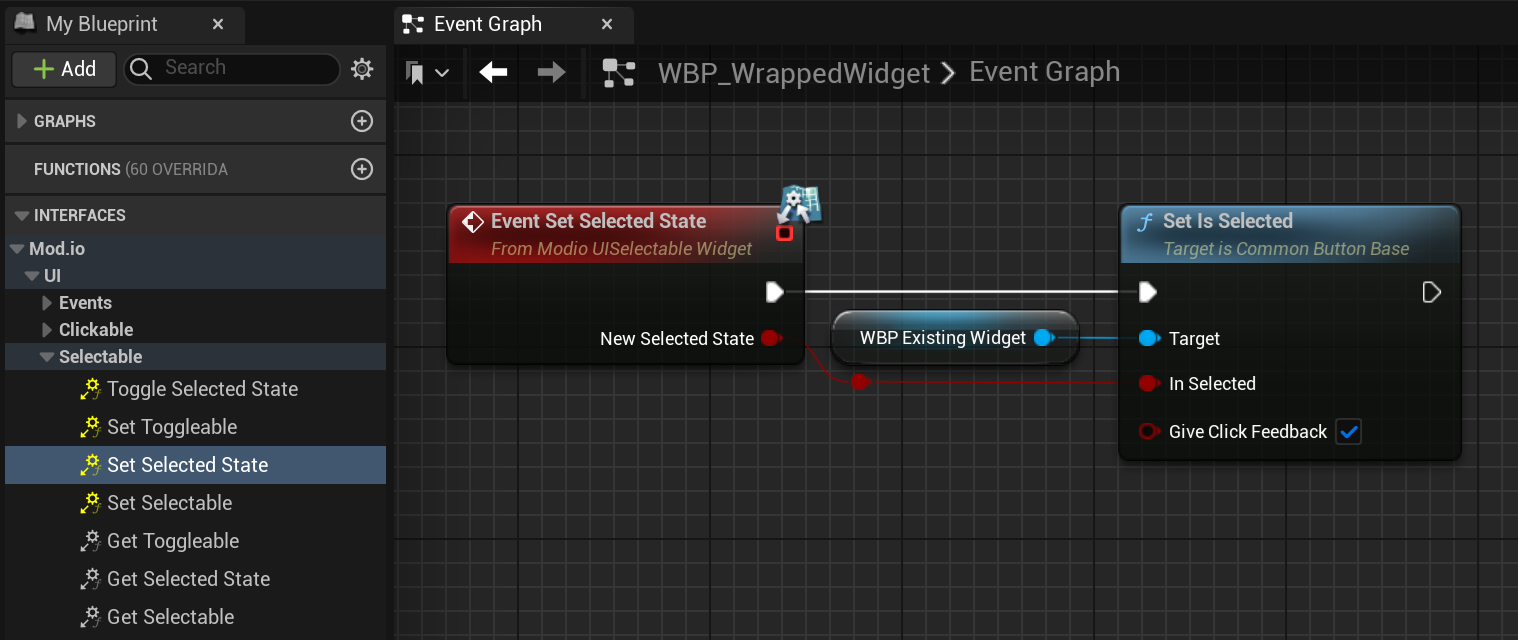 My Blueprint
Add
Search
GRAPHS
FUNCTIONS (60 OVERRIDA
INTERFACES
Mod.io
UI
Events
Clickable
Selectable
Toggle Selected State
Set Toggleable
Set Selected State
Set Selectable
Get Toggleable
Get Selected State
Get Selectable
Event Graph
WBP_WrappedWidget > Event Graph
Event Set Selected State
From Modio UISelectable Widget
New Selected State
WBP Existing Widget
Set Is Selected
Target is Common Button Base
Target
In Selected
Give Click Feedback